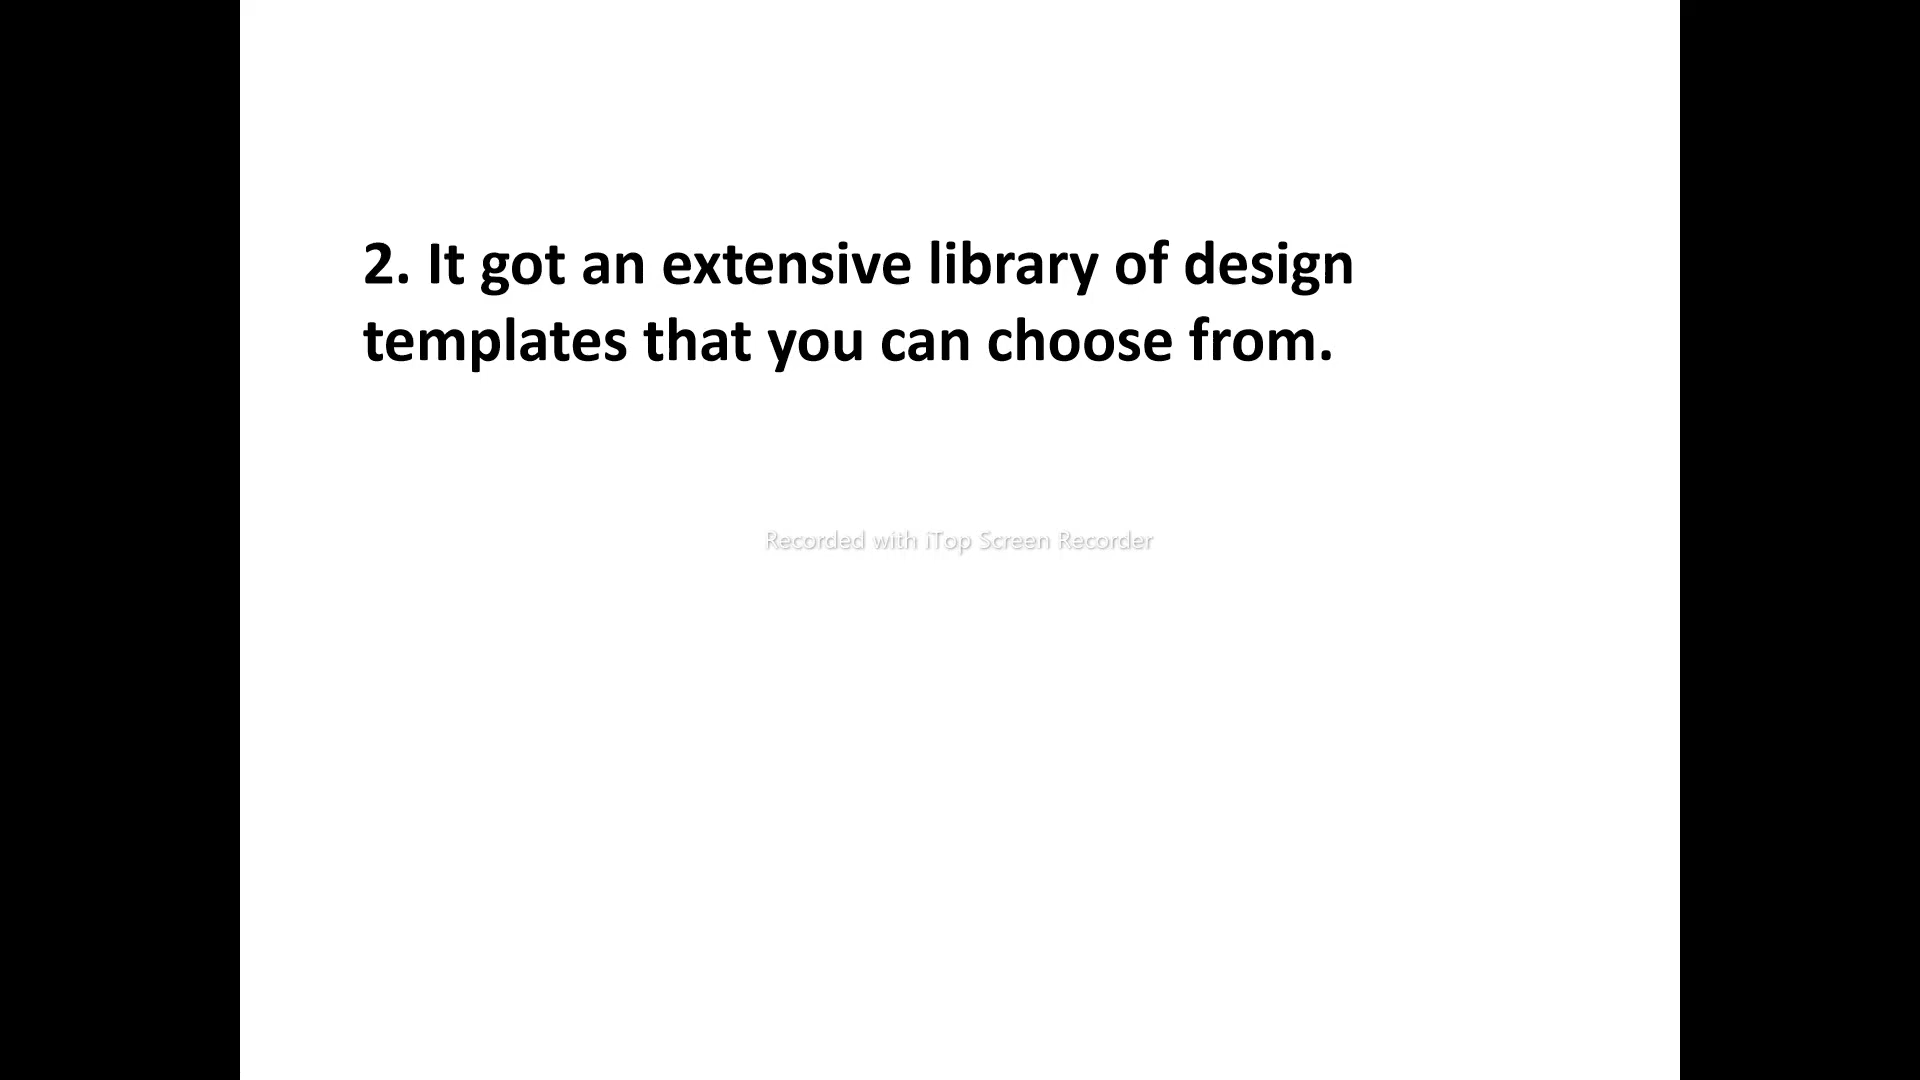 2. It got an extensive library of design
templates that you can choose from.
Recorded with iTop Screen Recorder